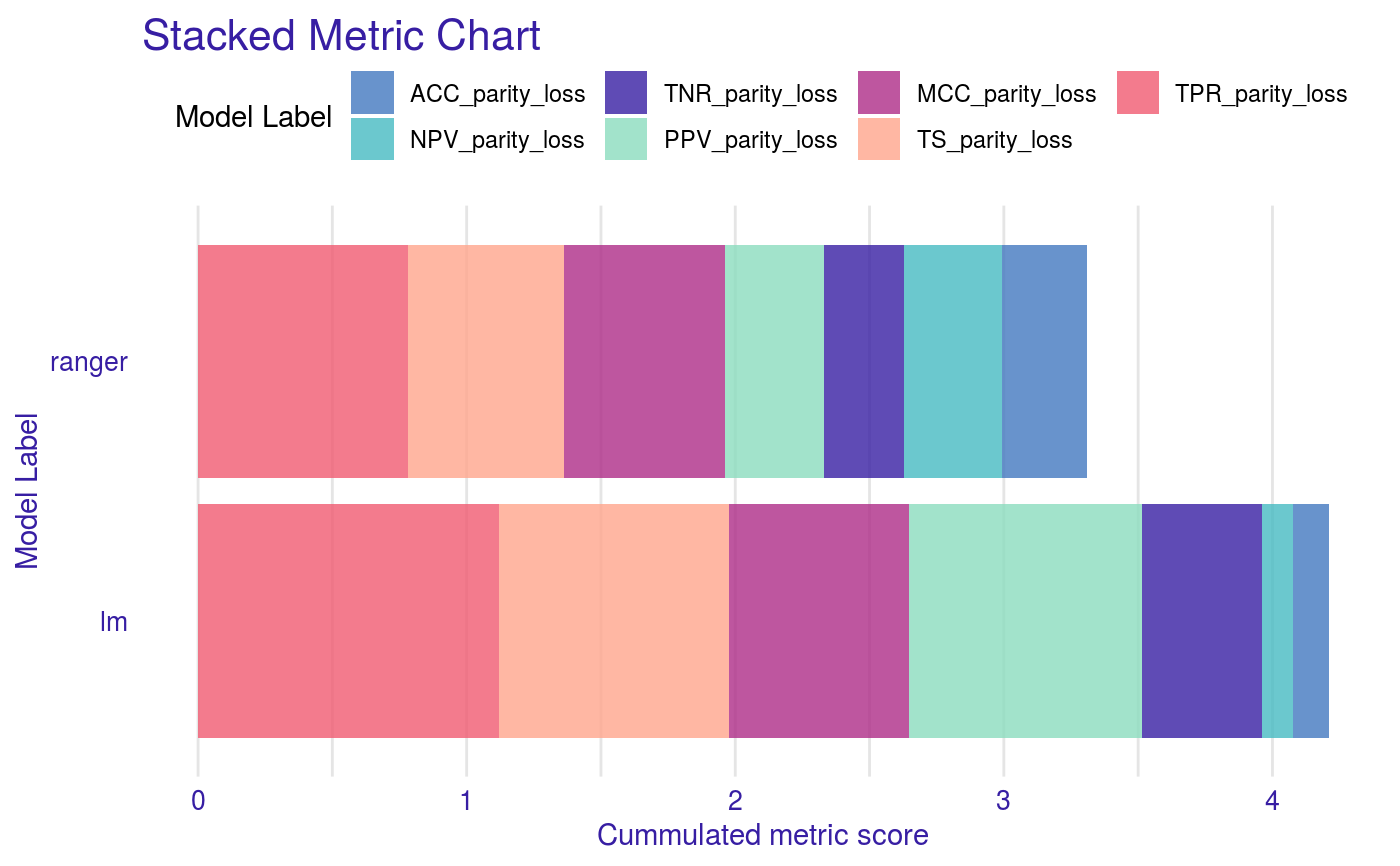 Stacked Metric Chart
Model Label
ACC_parity_loss TNR_parity_loss MCC_parity_loss TPR_parity_loss
NPV_parity_loss PPV_parity_loss TS_parity_loss
ranger
lm
Model Label
0 1 2 3 4
Cummulated metric score